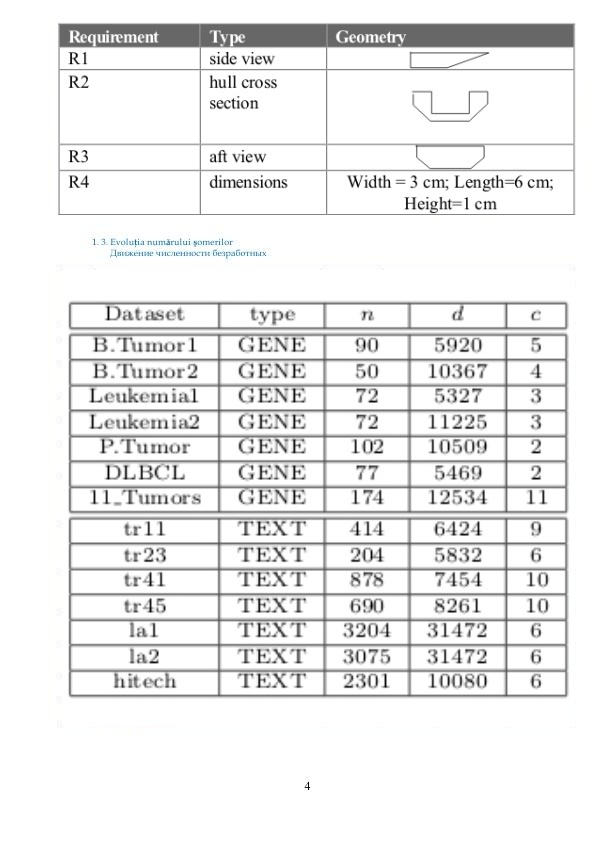 Requirement Type Geometry
R1 side view
R2 hull cross
section
R3 aft view
R4 dimensions Width = 3 cm; Length=6 cm;
Height=1 cm
1. 3. Evoluția numărului șomerilor
Движение численности безработных
Dataset type n d c
B.Tumor1 GENE 90 5920 5
B.Tumor2 GENE 50 10367 4
Leukemia1 GENE 72 5327 3
Leukemia2 GENE 72 11225 3
P.Tumor GENE 102 10509 2
DLBCL GENE 77 5469 2
11_Tumors GENE 174 12534 11
tr11 TEXT 414 6424 9
tr23 TEXT 204 5832 6
tr41 TEXT 878 7454 10
tr45 TEXT 690 8261 10
la1 TEXT 3204 31472 6
la2 TEXT 3075 31472 6
hitech TEXT 2301 10080 6
4